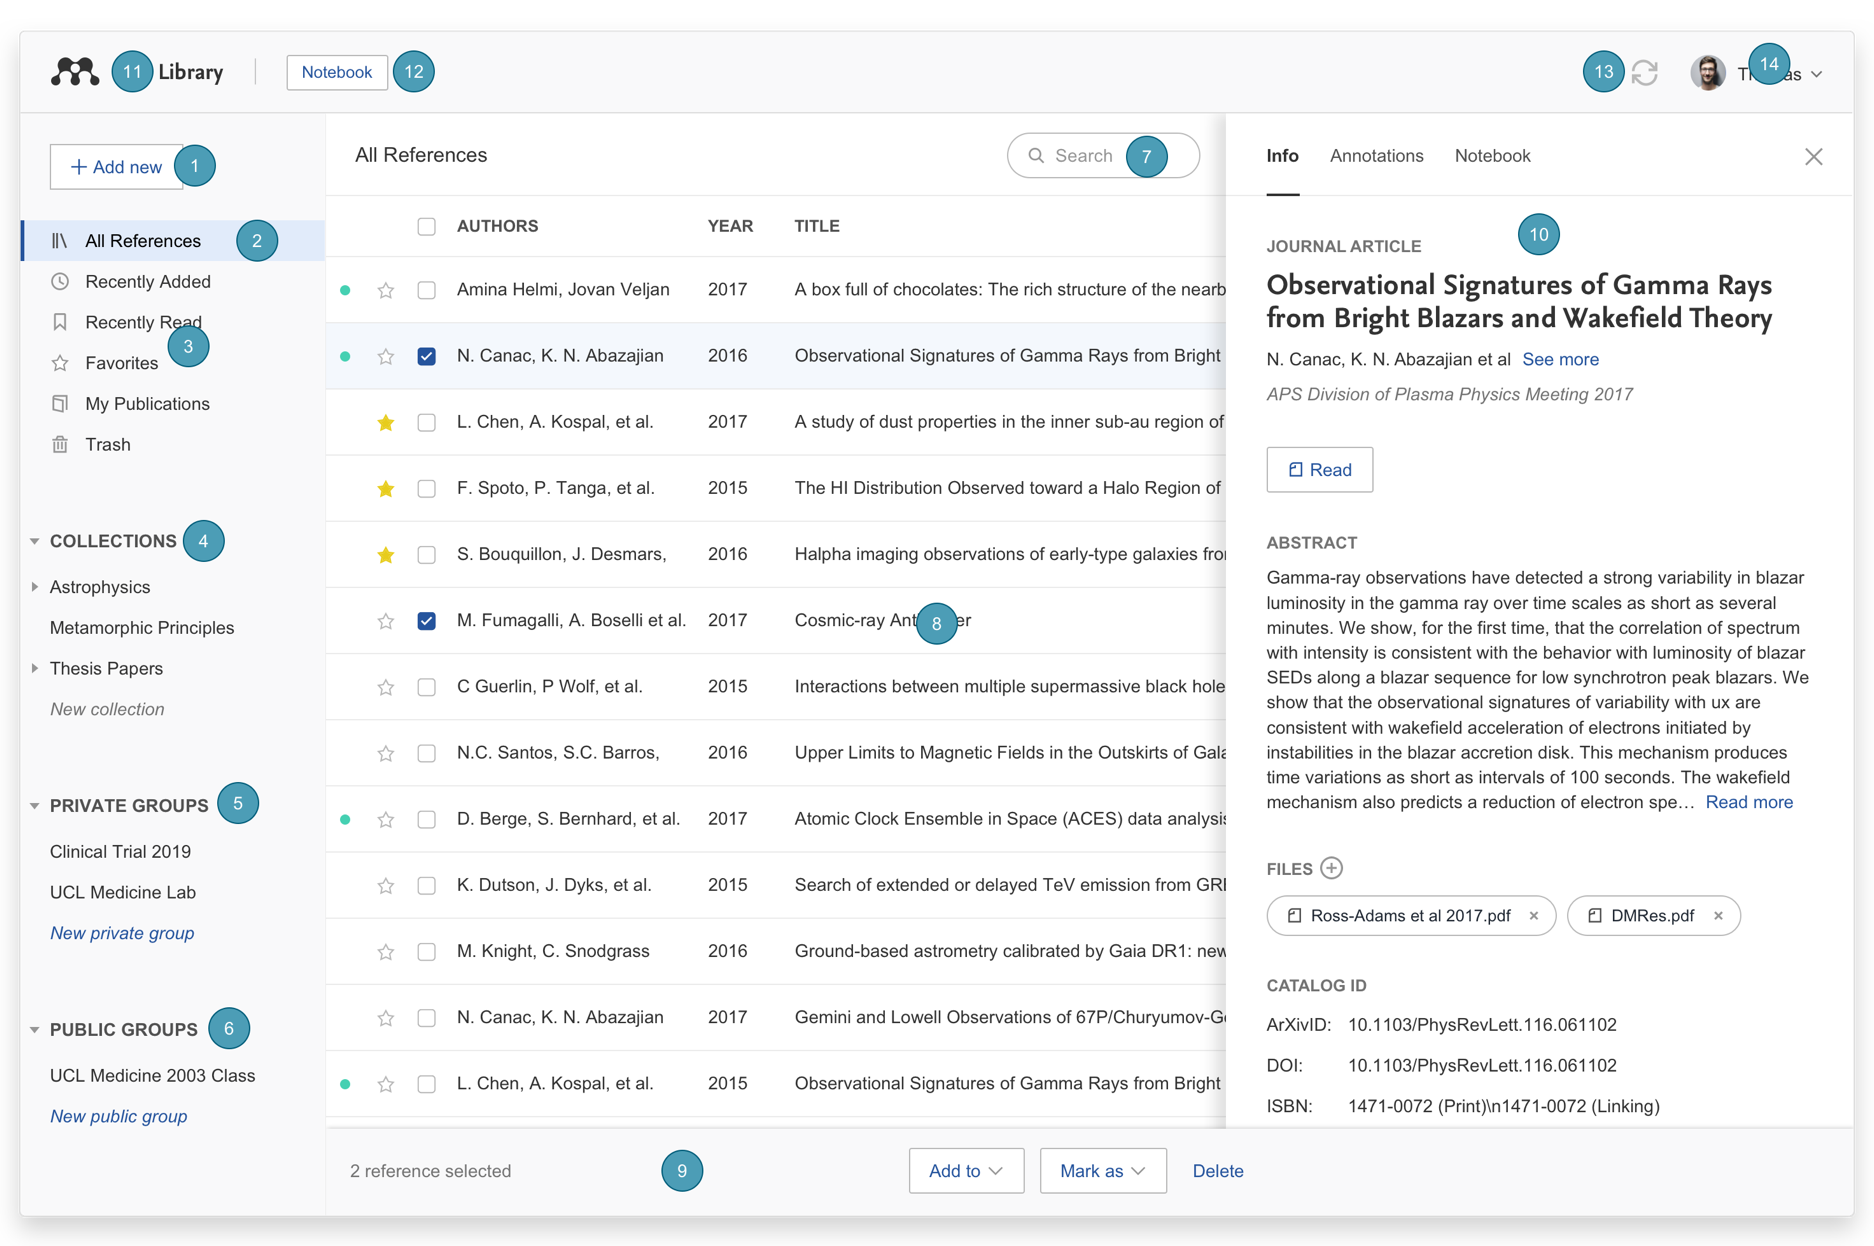 11 Library
Notebook 12
13
14
+ Add new 1
All References 2
Recently Added
Recently Read
3
Favorites
My Publications
Trash
COLLECTIONS 4
Astrophysics
Metamorphic Principles
Thesis Papers
New collection
PRIVATE GROUPS 5
Clinical Trial 2019
UCL Medicine Lab
New private group
PUBLIC GROUPS 6
UCL Medicine 2003 Class
New public group
All References
Search 7
AUTHORS YEAR TITLE
Amina Helmi, Jovan Veljan 2017 A box full of chocolates: The rich structure of the nearb
N. Canac, K. N. Abazajian 2016 Observational Signatures of Gamma Rays from Bright
L. Chen, A. Kospal, et al. 2017 A study of dust properties in the inner sub-au region of
F. Spoto, P. Tanga, et al. 2015 The HI Distribution Observed toward a Halo Region of
S. Bouquillon, J. Desmars, 2016 Halpha imaging observations of early-type galaxies fro
M. Fumagalli, A. Boselli et al. 2017 Cosmic-ray 8
C Guerlin, P Wolf, et al. 2015 Interactions between multiple supermassive black hole
N.C. Santos, S.C. Barros, 2016 Upper Limits to Magnetic Fields in the Outskirts of Gala
D. Berge, S. Bernhard, et al. 2017 Atomic Clock Ensemble in Space (ACES) data analysis
K. Dutson, J. Dyks, et al. 2015 Search of extended or delayed TeV emission from GRB
M. Knight, C. Snodgrass 2016 Ground-based astrometry calibrated by Gaia DR1: new
N. Canac, K. N. Abazajian 2017 Gemini and Lowell Observations of 67P/Churyumov-Ge
L. Chen, A. Kospal, et al. 2015 Observational Signatures of Gamma Rays from Bright
2 reference selected 9
Add to Mark as Delete
Info Annotations Notebook
10
JOURNAL ARTICLE
Observational Signatures of Gamma Rays
from Bright Blazars and Wakefield Theory
N. Canac, K. N. Abazajian et al See more
APS Division of Plasma Physics Meeting 2017
Read
ABSTRACT
Gamma-ray observations have detected a strong variability in blazar
luminosity in the gamma ray over time scales as short as several
minutes. We show, for the first time, that the correlation of spectrum
with intensity is consistent with the behavior with luminosity of blazar
SEDs along a blazar sequence for low synchrotron peak blazars. We
show that the observational signatures of variability with ux are
consistent with wakefield acceleration of electrons initiated by
instabilities in the blazar accretion disk. This mechanism produces
time variations as short as intervals of 100 seconds. The wakefield
mechanism also predicts a reduction of electron spe… Read more
FILES
Ross-Adams et al 2017.pdf ×
DMRes.pdf ×
CATALOG ID
ArXivID: 10.1103/PhysRevLett.116.061102
DOI: 10.1103/PhysRevLett.116.061102
ISBN: 1471-0072 (Print)\n1471-0072 (Linking)